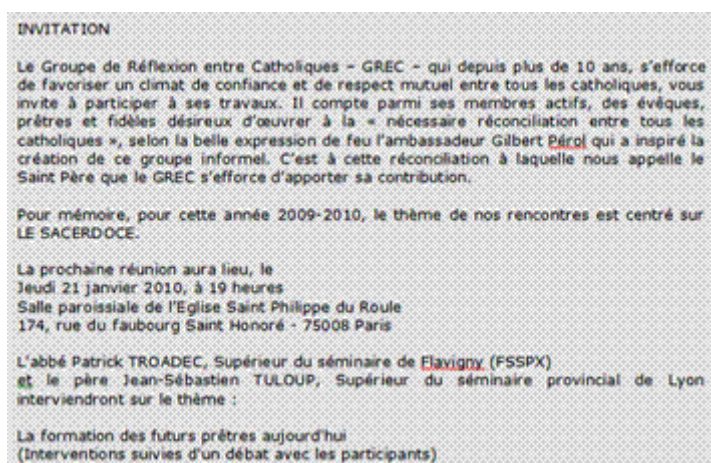 INVITATION
Le Groupe de Réflexion entre Catholiques – GREC – qui depuis plus de 10 ans, s'efforce
de favoriser un climat de confiance et de respect mutuel entre tous les catholiques, vous
invite à participer à ses travaux. Il compte parmi ses membres actifs, des évêques,
prêtres et fidèles désireux d'œuvrer à la « nécessaire réconciliation entre tous les
catholiques », selon la belle expression de feu l'ambassadeur Gilbert Pérol qui a inspiré la
création de ce groupe informel. C'est à cette réconciliation à laquelle nous appelle le
Saint Père que le GREC s'efforce d'apporter sa contribution.
Pour mémoire, pour cette année 2009-2010, le thème de nos rencontres est centré sur
LE SACERDOCE.
La prochaine réunion aura lieu, le
Jeudi 21 janvier 2010, à 19 heures
Salle paroissiale de l'Eglise Saint Philippe du Roule
174, rue du faubourg Saint Honoré - 75008 Paris
L'abbé Patrick TROADEC, Supérieur du séminaire de Flavigny (FSSPX)
et le père Jean-Sébastien TULOUP, Supérieur du séminaire provincial de Lyon
interviendront sur le thème :
La formation des futurs prêtres aujourd'hui
(Interventions suivies d'un débat avec les participants)